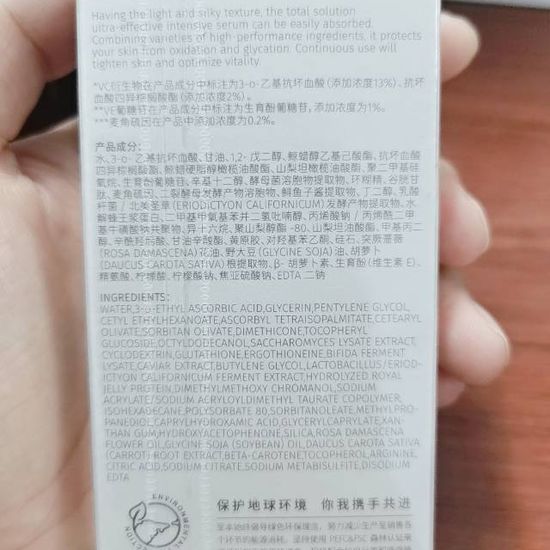 Having the light and silky texture, the total solution
ultra-effective intensive serum can be easily absorbed.
Combining varieties of high-performance ingredients, it protects
your skin from oxidation and glycation. Continuous use will
tighten skin and optimize vitality.
*VC衍生物在产品成分中标注为3-o-乙基抗坏血酸（添加浓度13%）、抗坏
血酸四异棕榈酸酯（添加浓度2%）。
**VE葡糖苷在产品成分中标注为生育酚葡糖苷，添加浓度为1%。
***麦角硫因在产品中添加浓度为0.2%。
产品成分：
水、3-o-乙基抗坏血酸、甘油、1,2-戊二醇、鲸蜡醇乙基己酸酯、抗坏血酸
四异棕榈酸酯、鲸蜡硬脂醇橄榄油酸酯、山梨坦橄榄油酸酯、聚二甲基硅
氧烷、生育酚葡糖苷、辛基十二醇、酵母菌溶胞物提取物、环糊精、谷胱甘
肽、麦角硫因、二裂酵母发酵产物溶胞物、鲟鱼子酱提取物、丁二醇、乳酸
杆菌/北美圣草(ERIODICTYON CALIFORNICUM)发酵产物提取物、水
解蜂王浆蛋白、二甲基甲氧基苯并二氢吡喃醇、丙烯酸钠/丙烯酰二甲
基牛磺酸钠共聚物、异十六烷、聚山梨醇酯-80、山梨坦油酸酯、甲基丙二
醇、辛酰羟肟酸、甘油辛酸酯、黄原胶、对羟基苯乙酮、硅石、突厥蔷薇
(ROSA DAMASCENA)花油、野大豆(GLYCINE SOJA)油、胡萝卜
(DAUCUS CAROTA SATIVA)根提取物、β-胡萝卜素、生育酚(维生素E)、
精氨酸、柠檬酸、柠檬酸钠、焦亚硫酸钠、EDTA 二钠
INGREDIENTS:
WATER,3-o-ETHYL ASCORBIC ACID,GLYCERIN,PENTYLENE GLYCOL,
CETYL ETHYLHEXANOATE,ASCORBYL TETRAISOPALMITATE,CETEARYL
OLIVATE,SORBITAN OLIVATE,DIMETHICONE,TOCOPHERYL
GLUCOSIDE,OCTYLDODECANOL,SACCHAROMYCES LYSATE EXTRACT,
CYCLODEXTRIN,GLUTATHIONE,ERGOTHIONEINE,BIFIDA FERMENT
LYSATE,CAVIAR EXTRACT,BUTYLENE GLYCOL,LACTOBACILLUS/ERIOD-
ICTYON CALIFORNICUM FERMENT EXTRACT,HYDROLYZED ROYAL
JELLY PROTEIN,DIMETHYLMETHOXY CHROMANOL,SODIUM
ACRYLATE/SODIUM ACRYLOYLDIMETHYL TAURATE COPOLYMER,
ISOHEXADECANE,POLYSORBATE 80,SORBITAN OLEATE,METHYLPRO-
PANEDIOL,CAPRYLHYDROXAMIC ACID,GLYCERYL CAPRYLATE,XAN-
THAN GUM,HYDROXYACETOPHENONE,SILICA,ROSA DAMASCENA
FLOWER OIL,GLYCINE SOJA (SOYBEAN) OIL,DAUCUS CAROTA SATIVA
(CARROT) ROOT EXTRACT,BETA-CAROTENE,TOCOPHEROL,ARGININE,
CITRIC ACID,SODIUM CITRATE,SODIUM METABISULFITE,DISODIUM
EDTA
ENVIRONMENTAL
保护地球环境 你我携手共进